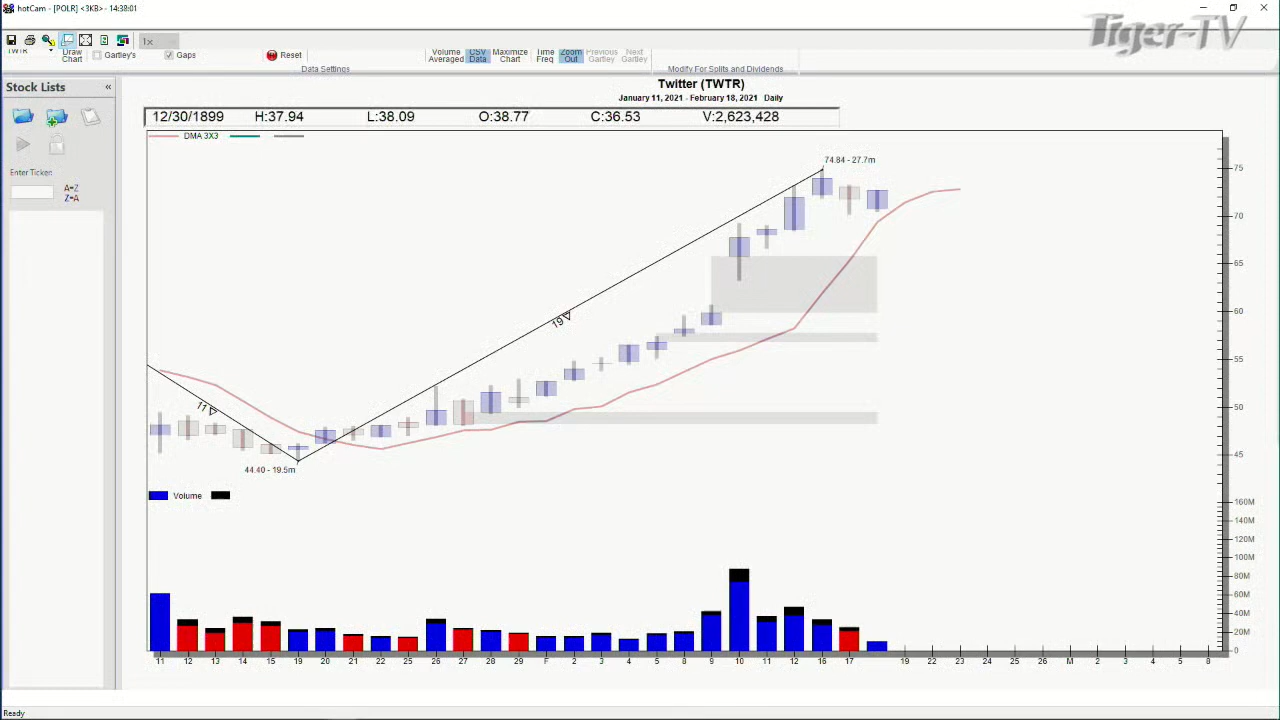 hotCam - [POLR] <3KB> - 14:38:01
Tiger-TV
1x
TWTR
Draw
Chart
Gartley's
Gaps
Reset
Volume
Averaged
CSV
Data
Maximize
Chart
Time
Freq
Zoom
Out
Previous
Gartley
Next
Gartley
Data Settings
Modify For Splits and Dividends
Stock Lists «
Enter Ticker:
A=Z
Z=A
Twitter (TWTR)
January 11, 2021 - February 18, 2021 Daily
12/30/1899 H:37.94 L:38.09 O:38.77 C:36.53 V:2,623,428
DMA 3X3
74.84 - 27.7m
19
11
44.40 - 19.5m
75
70
65
60
55
50
45
Volume
160M
140M
120M
100M
80M
60M
40M
20M
0
11 12 13 14 15 19 20 21 22 25 26 27 28 29 F 2 3 4 5 8 9 10 11 12 16 17 19 22 23 24 25 26 M 2 3 4 5 8
Ready